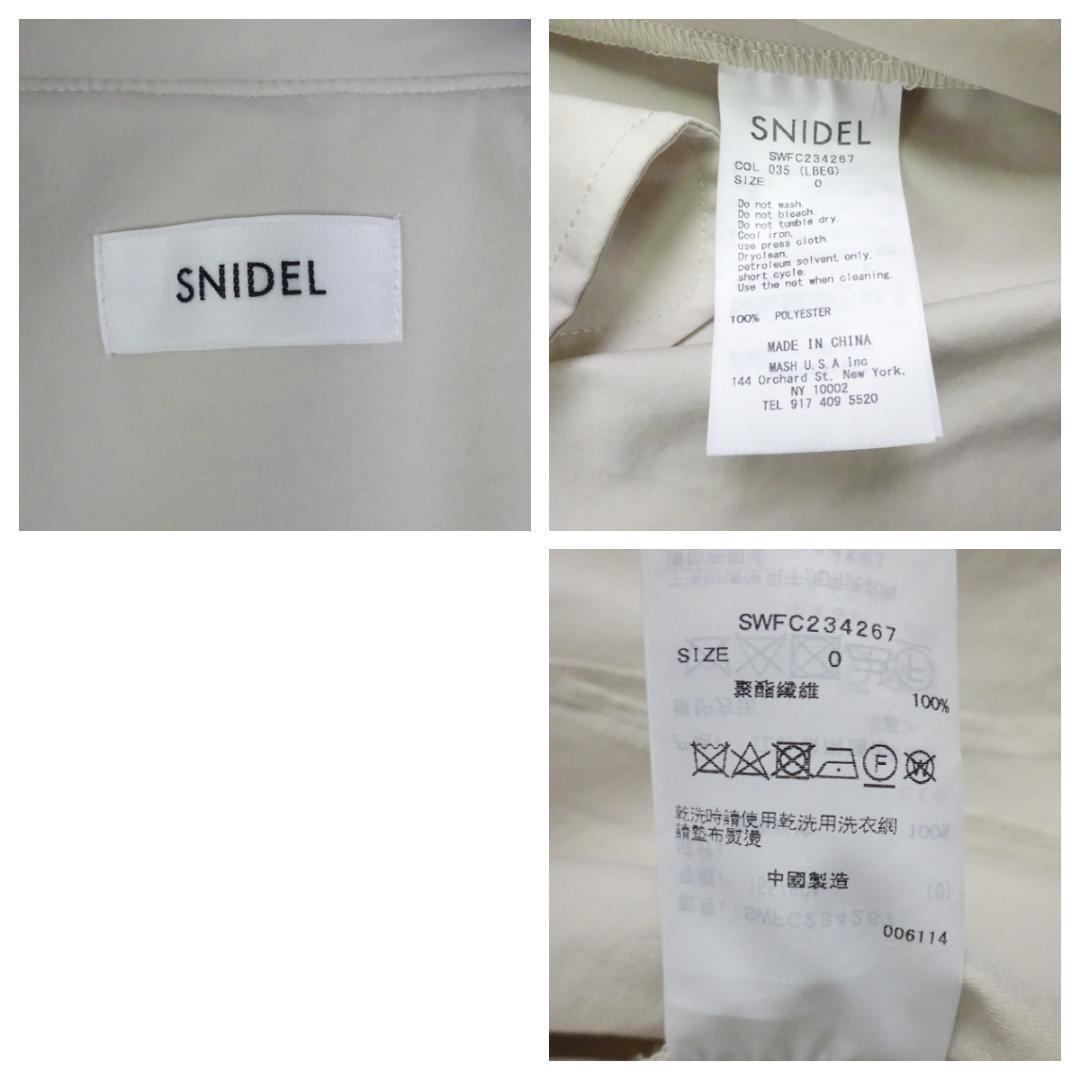 SNIDEL
SNIDEL
SWFC234267
COL 035 (LBEG)
SIZE 0
Do not wash.
Do not bleach.
Do not tumble dry.
Cool iron.
Use press cloth.
Dryclean.
petroleum solvent only.
short cycle.
Use the net when cleaning.
100% POLYESTER
MADE IN CHINA
MASH U.S.A Inc
144 Orchard St. New York.
NY 10002
TEL 917 409 5520
SWFC234267
SIZE 0
聚酯纖維 100%
F W
乾洗時請使用乾洗用洗衣網
請墊布熨燙
中國製造
006114